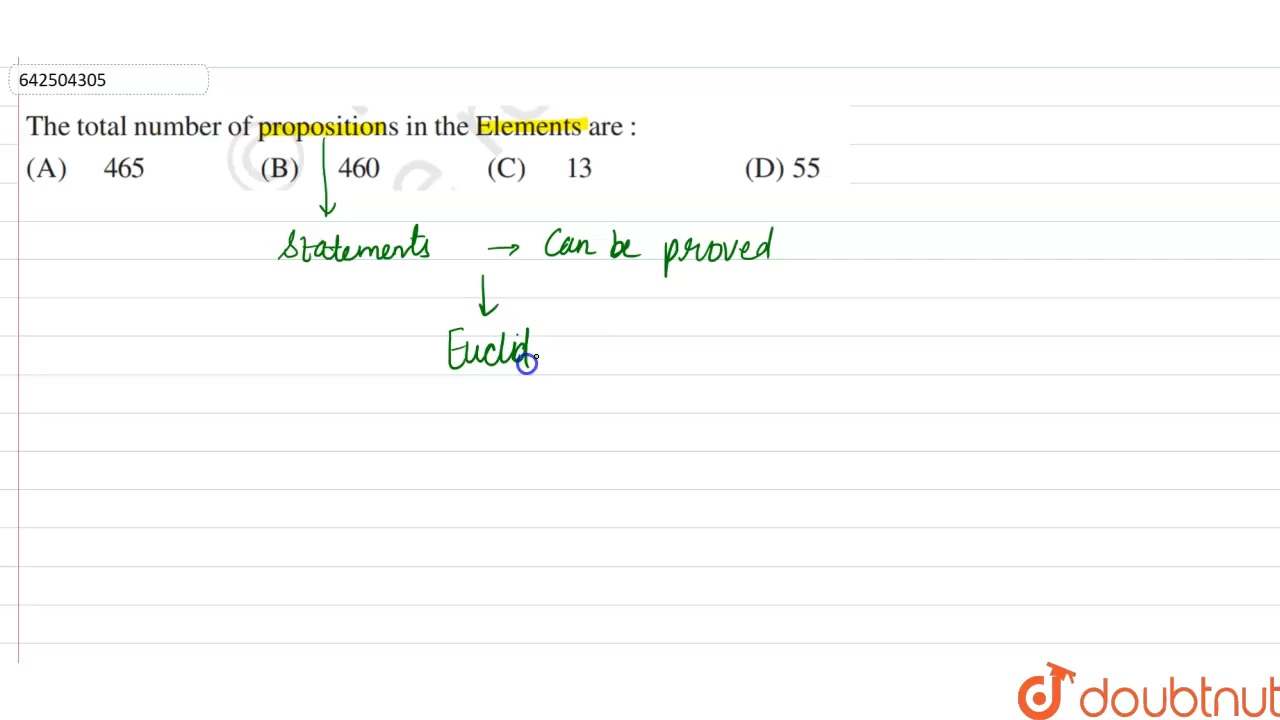 642504305
The total number of propositions in the Elements are :
(A) 465 (B) 460 (C) 13 (D) 55
Statements → Can be proved
Euclid
doubtnut